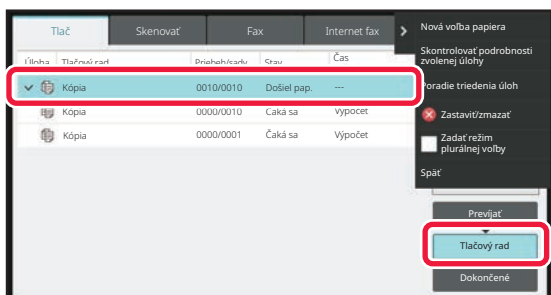 Tlač
Skenovať
Fax
Internet fax
Úloha
Tlačový rad
Priebeh/sady
Stav
Čas
Kópia
0010/0010
Došiel pap.
---
Kópia
0000/0010
Čaká sa
Výpočet
Kópia
0000/0001
Čaká sa
Výpočet
Nová voľba papiera
Skontrolovať podrobnosti
zvolenej úlohy
Poradie triedenia úloh
Zastaviť/zmazať
Zadať režim
plurálnej voľby
Späť
Prevíjať
Tlačový rad
Dokončené